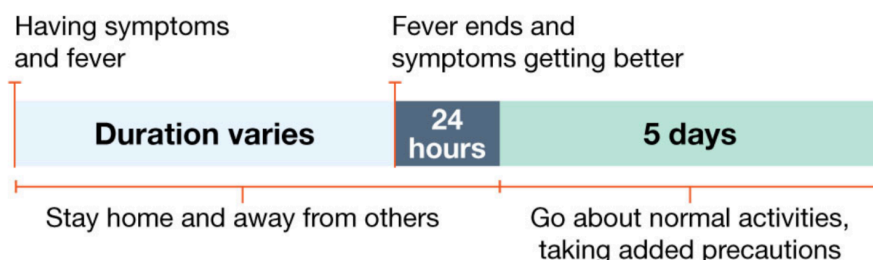 Having symptoms
and fever
Fever ends and
symptoms getting better
Duration varies
24
hours
5 days
Stay home and away from others
Go about normal activities,
taking added precautions